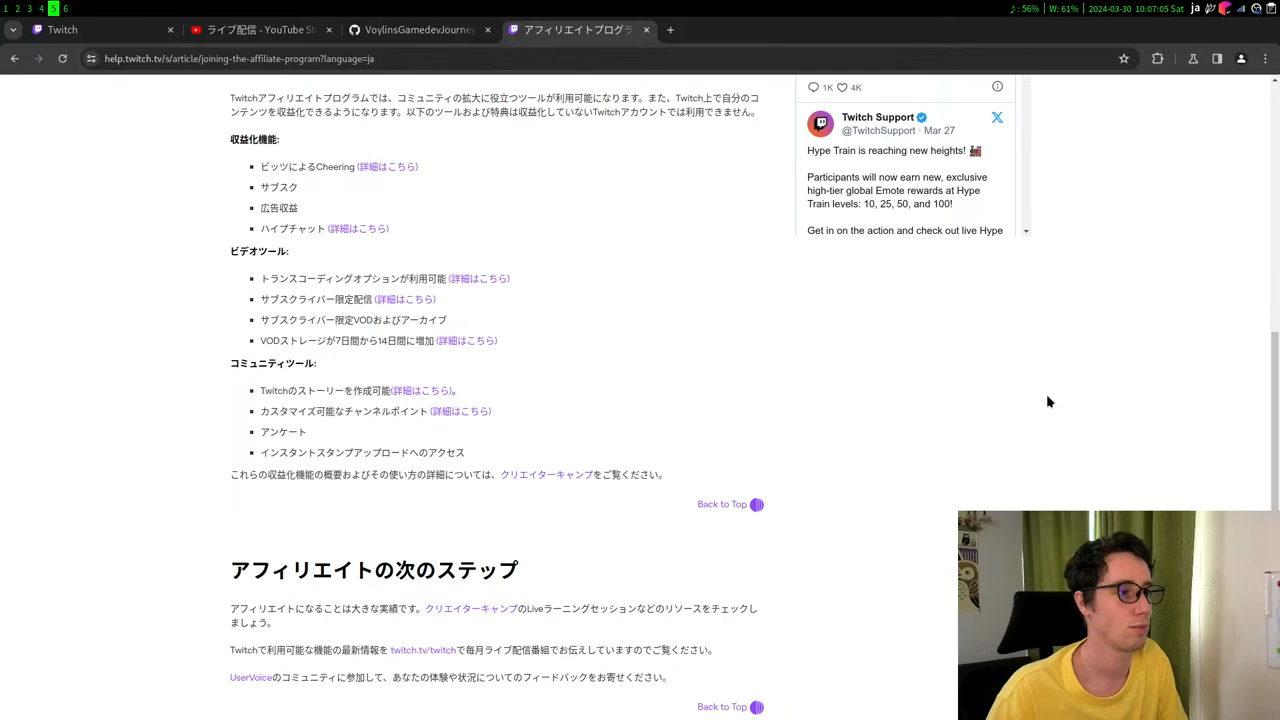 1 2 3 4 5 6
♪: 56% W: 61% 2024-03-30 10:07:05 Sat ja
Twitch
ライブ配信 - YouTube St
VoylinsGamedevJourne
アフィリエイトプログラ
help.twitch.tv/s/article/joining-the-affiliate-program?language=ja
Twitchアフィリエイトプログラムでは、コミュニティの拡大に役立つツールが利用可能になります。また、Twitch上で自分のコ
ンテンツを収益化できるようになります。以下のツールおよび特典は収益化していないTwitchアカウントでは利用できません。
収益化機能:
ビッツによるCheering (詳細はこちら)
サブスク
広告収益
ハイプチャット (詳細はこちら)
ビデオツール:
トランスコーディングオプションが利用可能 (詳細はこちら)
サブスクライバー限定配信 (詳細はこちら)
サブスクライバー限定VODおよびアーカイブ
VODストレージが7日間から14日間に増加 (詳細はこちら)
コミュニティツール:
Twitchのストーリーを作成可能(詳細はこちら)。
カスタマイズ可能なチャンネルポイント (詳細はこちら)
アンケート
インスタントスタンプアップロードへのアクセス
これらの収益化機能の概要およびその使い方の詳細については、クリエイターキャンプをご覧ください。
Back to Top
アフィリエイトの次のステップ
アフィリエイトになることは大きな実績です。クリエイターキャンプのLiveラーニングセッションなどのリソースをチェックし
ましょう。
Twitchで利用可能な機能の最新情報を twitch.tv/twitchで毎月ライブ配信番組でお伝えしていますのでご覧ください。
UserVoiceのコミュニティに参加して、あなたの体験や状況についてのフィードバックをお寄せください。
Back to Top
1K 4K
Twitch Support
@TwitchSupport · Mar 27
Hype Train is reaching new heights! 🚂
Participants will now earn new, exclusive
high-tier global Emote rewards at Hype
Train levels: 10, 25, 50, and 100!
Get in on the action and check out live Hype